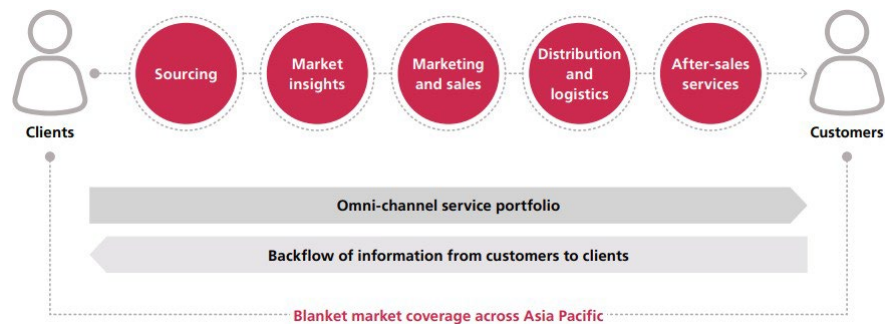 Sourcing
Market
insights
Marketing
and sales
Distribution
and
logistics
After-sales
services
Clients
Customers
Omni-channel service portfolio
Backflow of information from customers to clients
Blanket market coverage across Asia Pacific